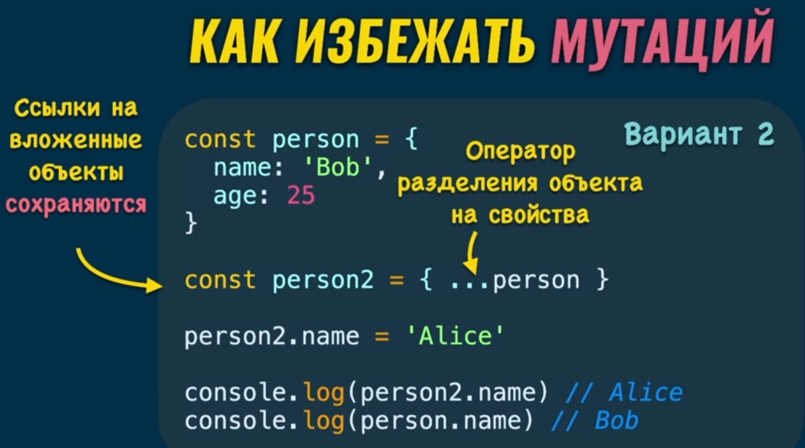 КАК ИЗБЕЖАТЬ МУТАЦИЙ
Ссылки на
вложенные
объекты
сохраняются
Вариант 2
const person = {
name: 'Bob',
age: 25
}
Оператор
разделения объекта
на свойства
const person2 = { ...person }
person2.name = 'Alice'
console.log(person2.name) // Alice
console.log(person.name) // Bob